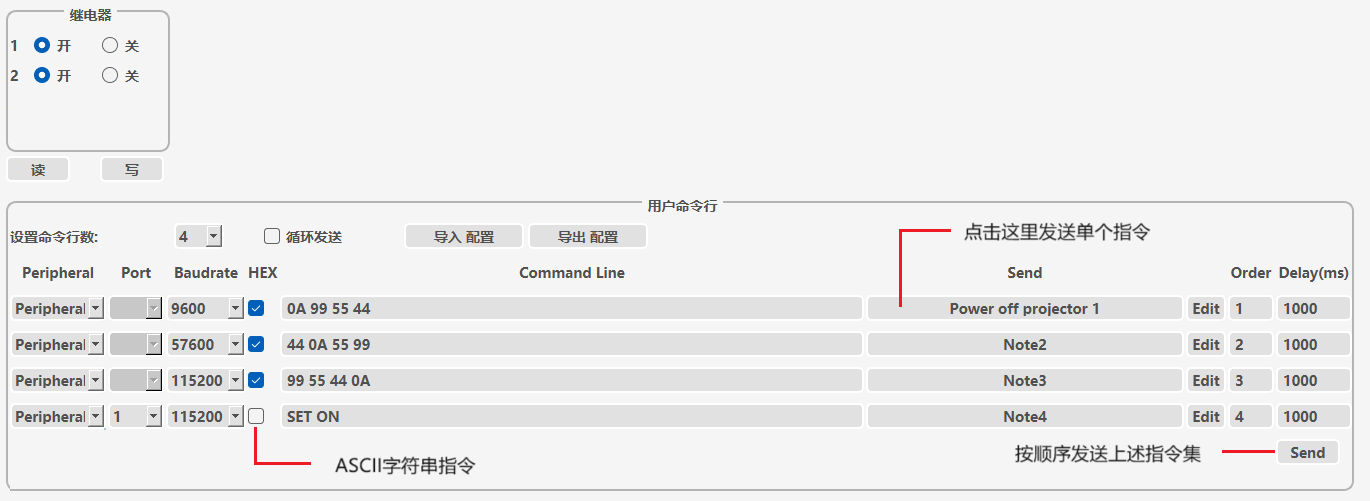 继电器
1 开 关
2 开 关
读 写
用户命令行
设置命令行数: 4 循环发送 导入 配置 导出 配置
点击这里发送单个指令
Peripheral Port Baudrate HEX Command Line Send Order Delay(ms)
Peripheral 9600 0A 99 55 44 Power off projector 1 Edit 1 1000
Peripheral 57600 44 0A 55 99 Note2 Edit 2 1000
Peripheral 115200 99 55 44 0A Note3 Edit 3 1000
Peripheral 1 115200 SET ON Note4 Edit 4 1000
ASCII字符串指令
按顺序发送上述指令集 Send